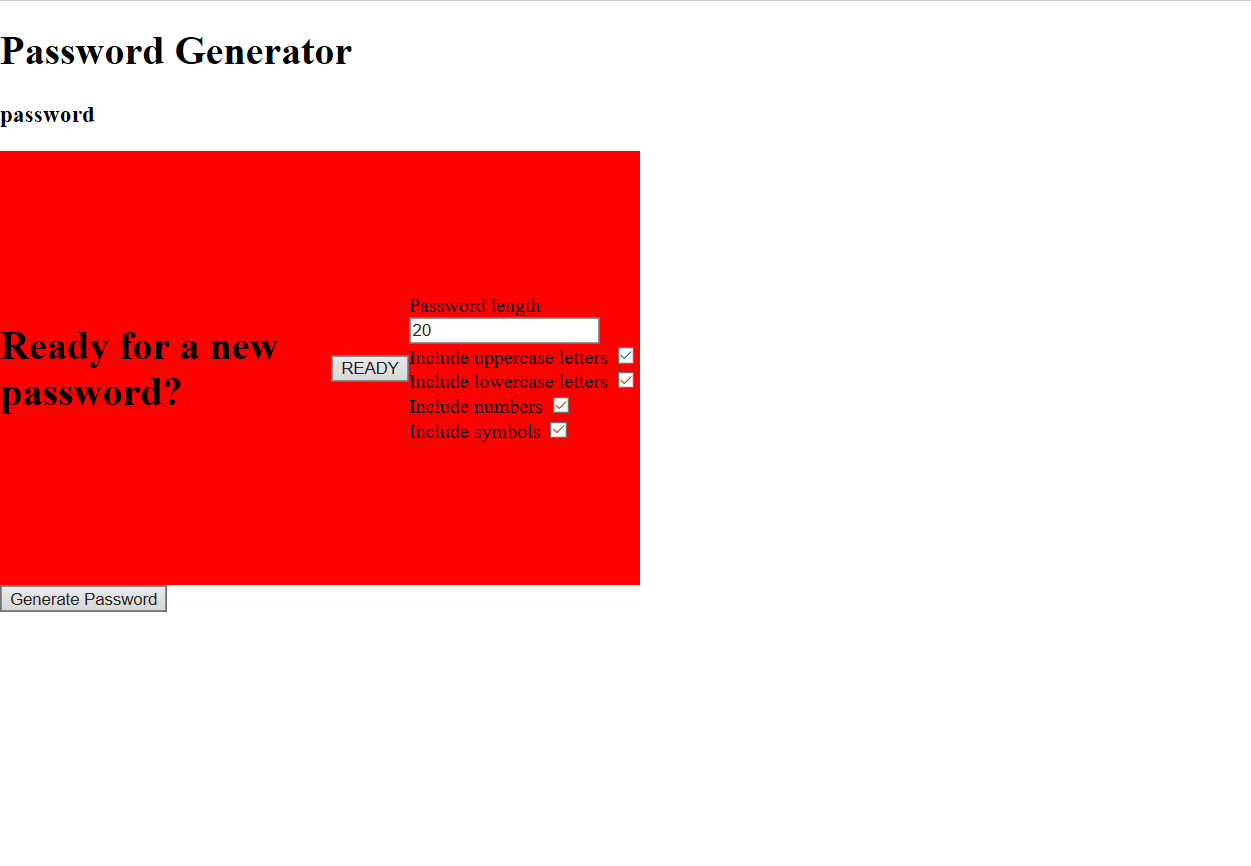 Password Generator
password
Ready for a new
password?
READY
Password length
20
Include uppercase letters
Include lowercase letters
Include numbers
Include symbols
Generate Password